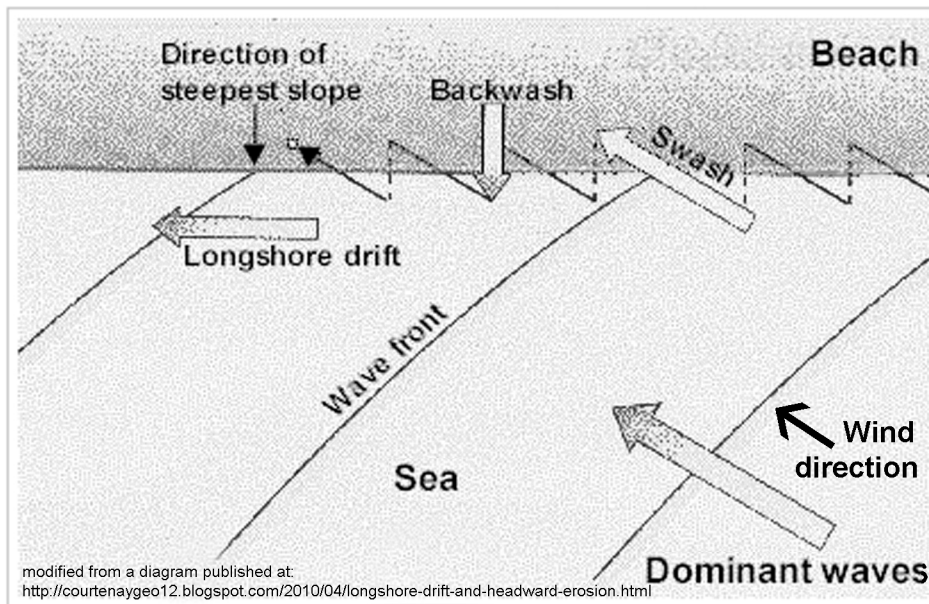 Direction of
steepest slope
Backwash
Beach
Swash
Longshore drift
Wave front
Wind
direction
Sea
Dominant waves
modified from a diagram published at:
http://courtenaygeo12.blogspot.com/2010/04/longshore-drift-and-headward-erosion.html